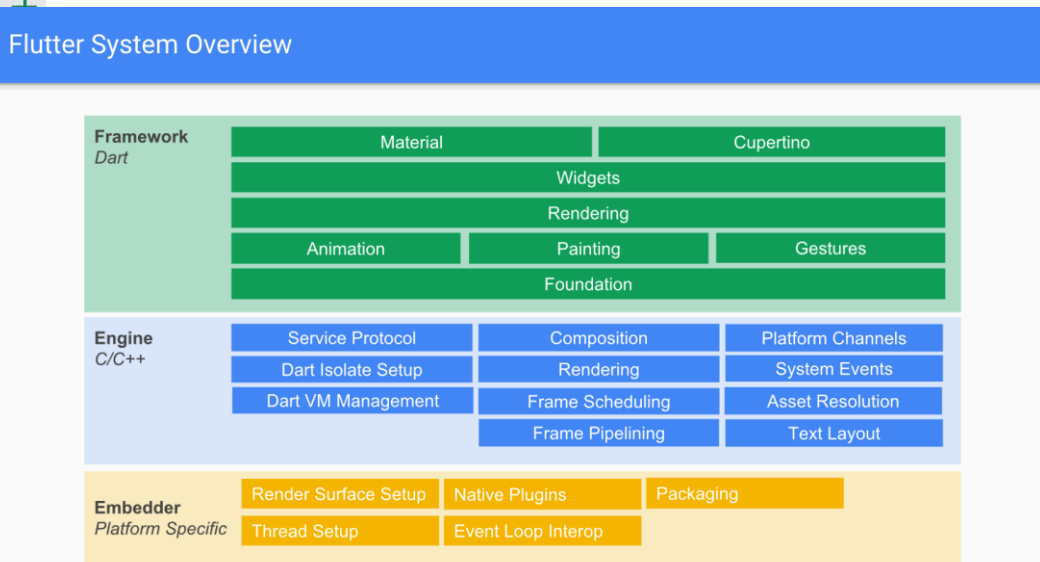 Flutter System Overview
Framework
Dart
Material
Cupertino
Widgets
Rendering
Animation
Painting
Gestures
Foundation
Engine
C/C++
Service Protocol
Composition
Platform Channels
Dart Isolate Setup
Rendering
System Events
Dart VM Management
Frame Scheduling
Asset Resolution
Frame Pipelining
Text Layout
Embedder
Platform Specific
Render Surface Setup
Native Plugins
Packaging
Thread Setup
Event Loop Interop